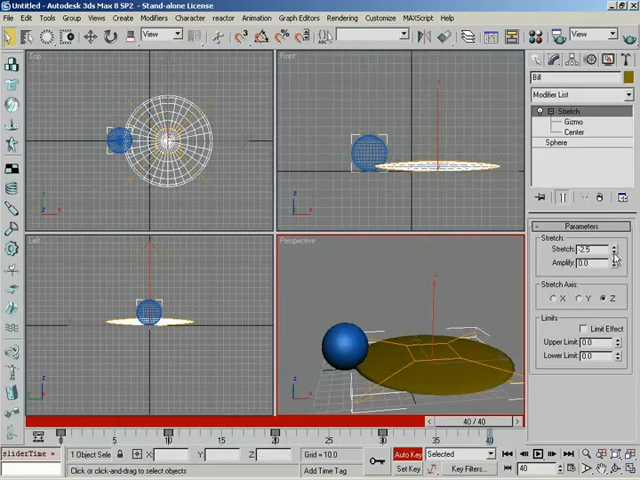 Untitled - Autodesk 3ds Max 8 SP2 - Stand-alone License
File Edit Tools Group Views Create Modifiers Character reactor Animation Graph Editors Rendering Customize MAXScript Help
View
View
Top
Front
Left
Perspective
Bill
Modifier List
Stretch
Gizmo
Center
Sphere
- Parameters
Stretch:
Stretch: -2.5
Amplify: 0.0
Stretch Axis:
X Y Z
Limits
Limit Effect
Upper Limit: 0.0
Lower Limit: 0.0
40 / 40
0 5 10 15 20 25 30 35 40
sliderTime =
1 Object Selec
X: Y: Z:
Grid = 10.0
Auto Key
Selected
Click or click-and-drag to select objects
Add Time Tag
Set Key
Key Filters...
40